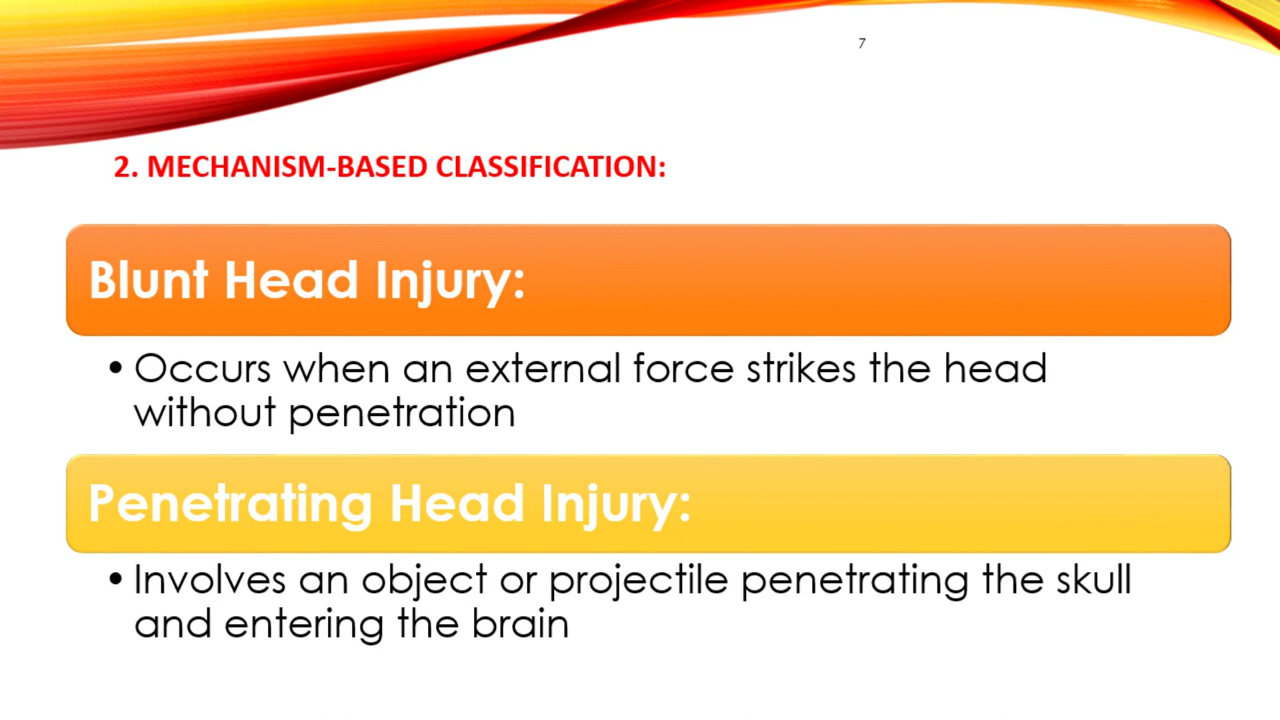 7
2. MECHANISM-BASED CLASSIFICATION:
Blunt Head Injury:
• Occurs when an external force strikes the head
without penetration
Penetrating Head Injury:
• Involves an object or projectile penetrating the skull
and entering the brain